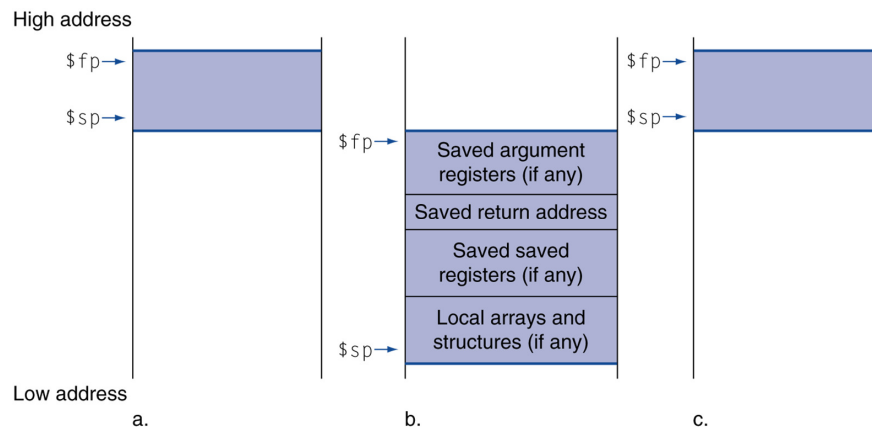 High address
$fp
$sp
$fp
Saved argument
registers (if any)
Saved return address
Saved saved
registers (if any)
Local arrays and
structures (if any)
$sp
$fp
$sp
Low address
a.
b.
c.